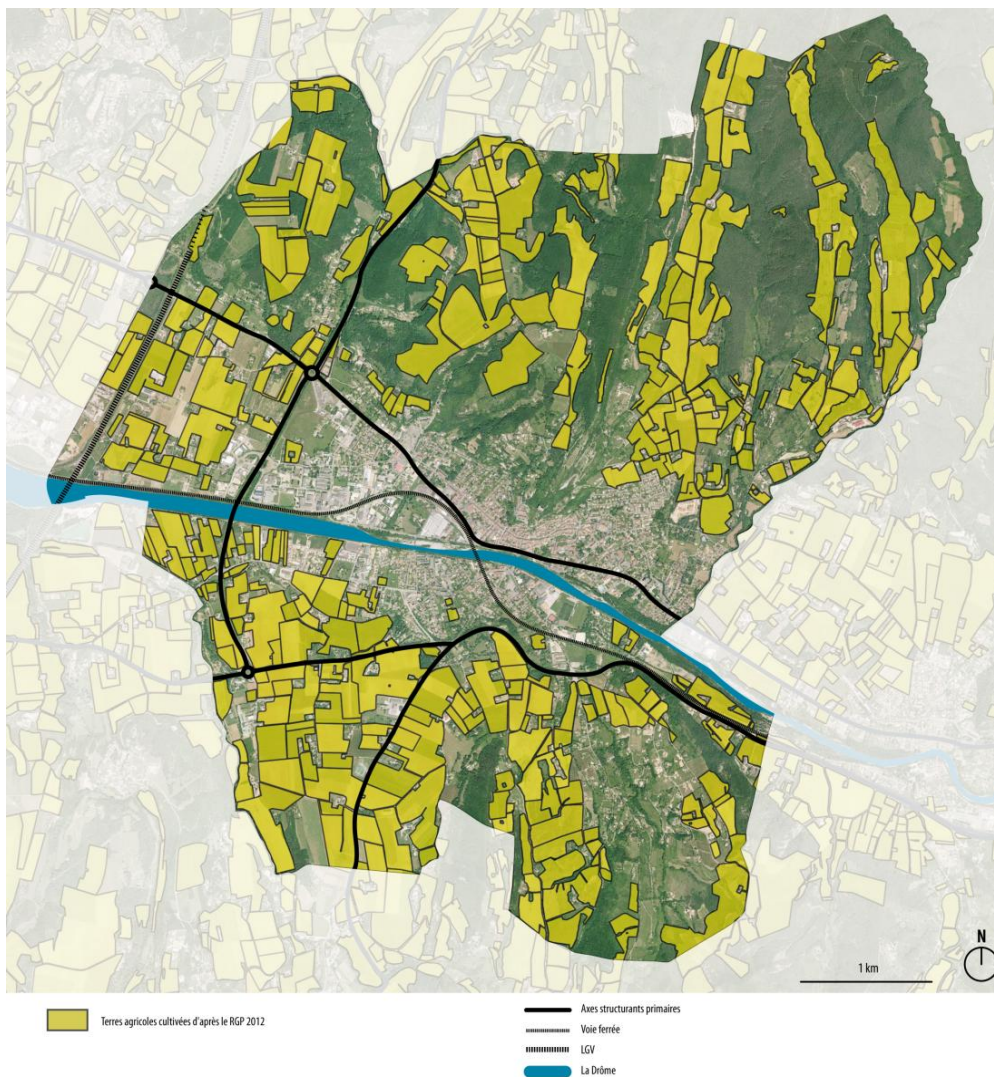 N
1 km
Terres agricoles cultivées d'après le RGP 2012
Axes structurants primaires
Voie ferrée
LGV
La Drôme